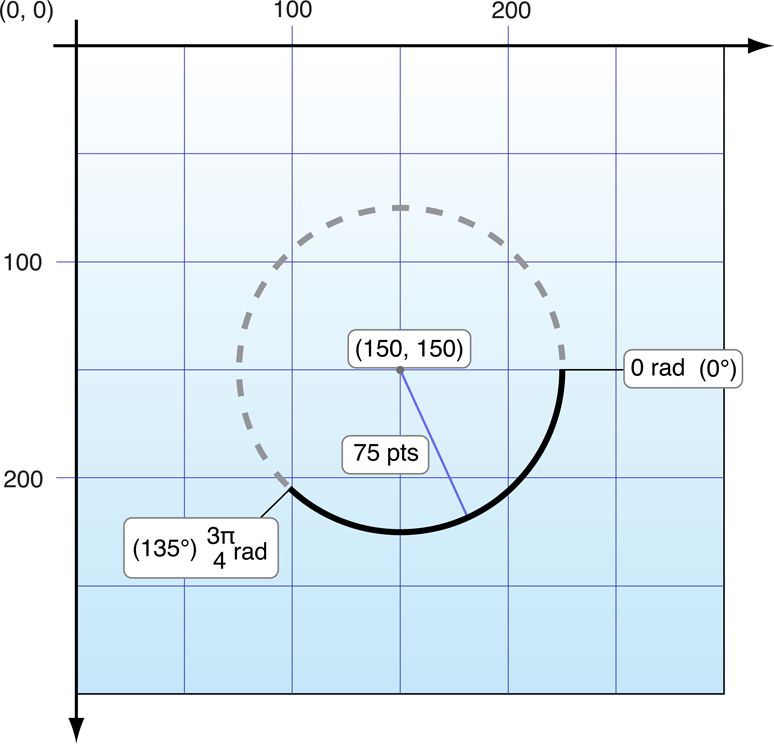 (0, 0)
100
200
100
(150, 150)
0 rad (0°)
75 pts
200
(135°) 3π
4 rad